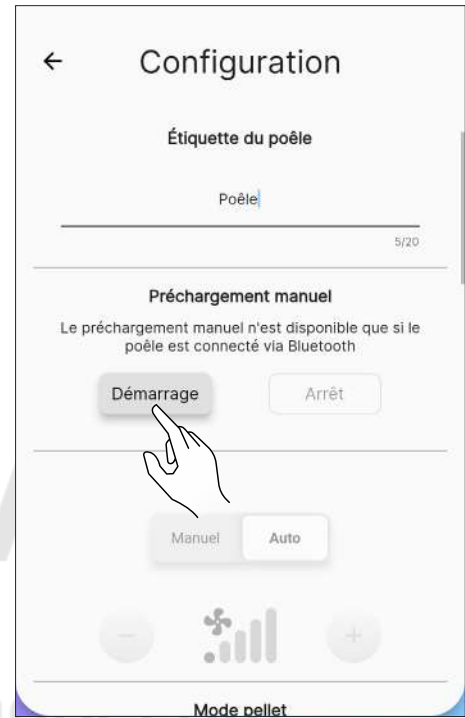 Configuration
Étiquette du poêle
Poêle
5/20
Préchargement manuel
Le préchargement manuel n'est disponible que si le
poêle est connecté via Bluetooth
Démarrage Arrêt
Manuel Auto
Mode pellet